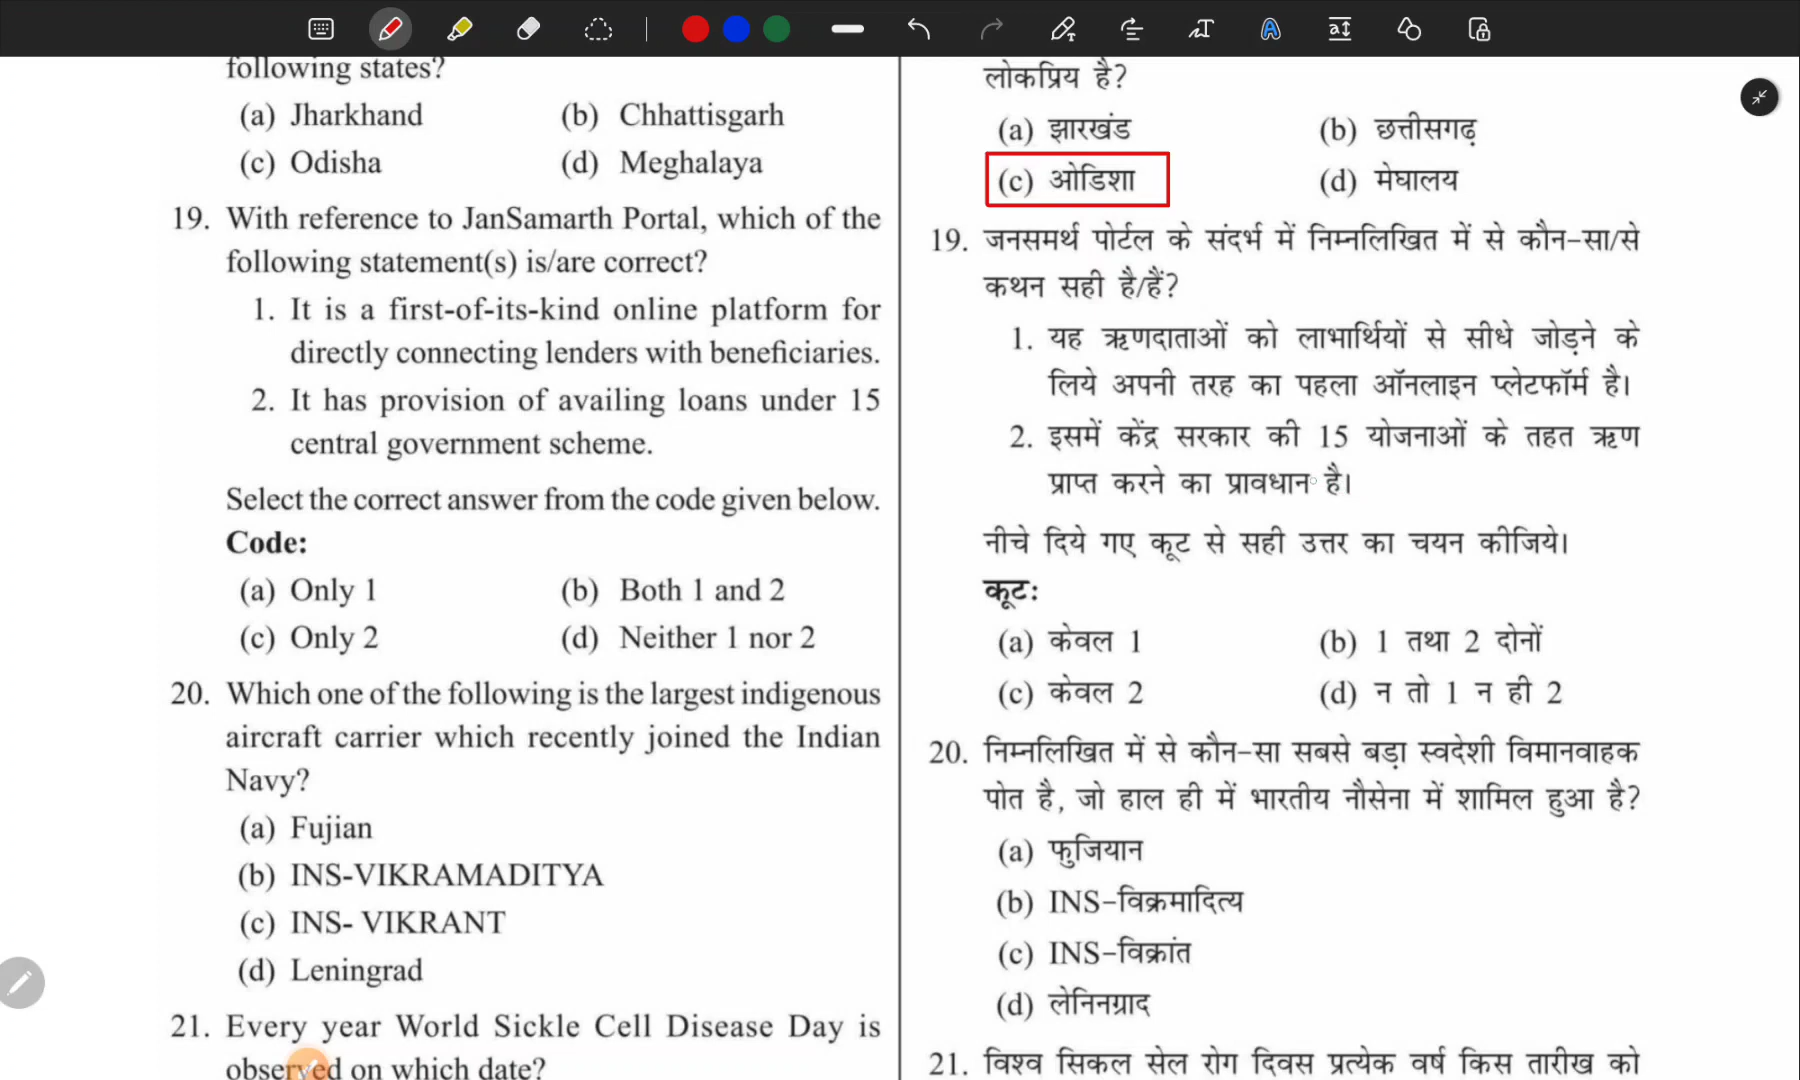 following states?
(a) Jharkhand (b) Chhattisgarh
(c) Odisha (d) Meghalaya
19. With reference to JanSamarth Portal, which of the
following statement(s) is/are correct?
1. It is a first-of-its-kind online platform for
directly connecting lenders with beneficiaries.
2. It has provision of availing loans under 15
central government scheme.
Select the correct answer from the code given below.
Code:
(a) Only 1 (b) Both 1 and 2
(c) Only 2 (d) Neither 1 nor 2
20. Which one of the following is the largest indigenous
aircraft carrier which recently joined the Indian
Navy?
(a) Fujian
(b) INS-VIKRAMADITYA
(c) INS- VIKRANT
(d) Leningrad
21. Every year World Sickle Cell Disease Day is
observed on which date?
लोकप्रिय है?
(a) झारखंड (b) छत्तीसगढ़
(c) ओडिशा (d) मेघालय
19. जनसमर्थ पोर्टल के संदर्भ में निम्नलिखित में से कौन-सा/से
कथन सही है/हैं?
1. यह ऋणदाताओं को लाभार्थियों से सीधे जोड़ने के
लिये अपनी तरह का पहला ऑनलाइन प्लेटफॉर्म है।
2. इसमें केंद्र सरकार की 15 योजनाओं के तहत ऋण
प्राप्त करने का प्रावधान है।
नीचे दिये गए कूट से सही उत्तर का चयन कीजिये।
कूट:
(a) केवल 1 (b) 1 तथा 2 दोनों
(c) केवल 2 (d) न तो 1 न ही 2
20. निम्नलिखित में से कौन-सा सबसे बड़ा स्वदेशी विमानवाहक
पोत है, जो हाल ही में भारतीय नौसेना में शामिल हुआ है?
(a) फुजियान
(b) INS-विक्रमादित्य
(c) INS-विक्रांत
(d) लेनिनग्राद
21. विश्व सिकल सेल रोग दिवस प्रत्येक वर्ष किस तारीख को